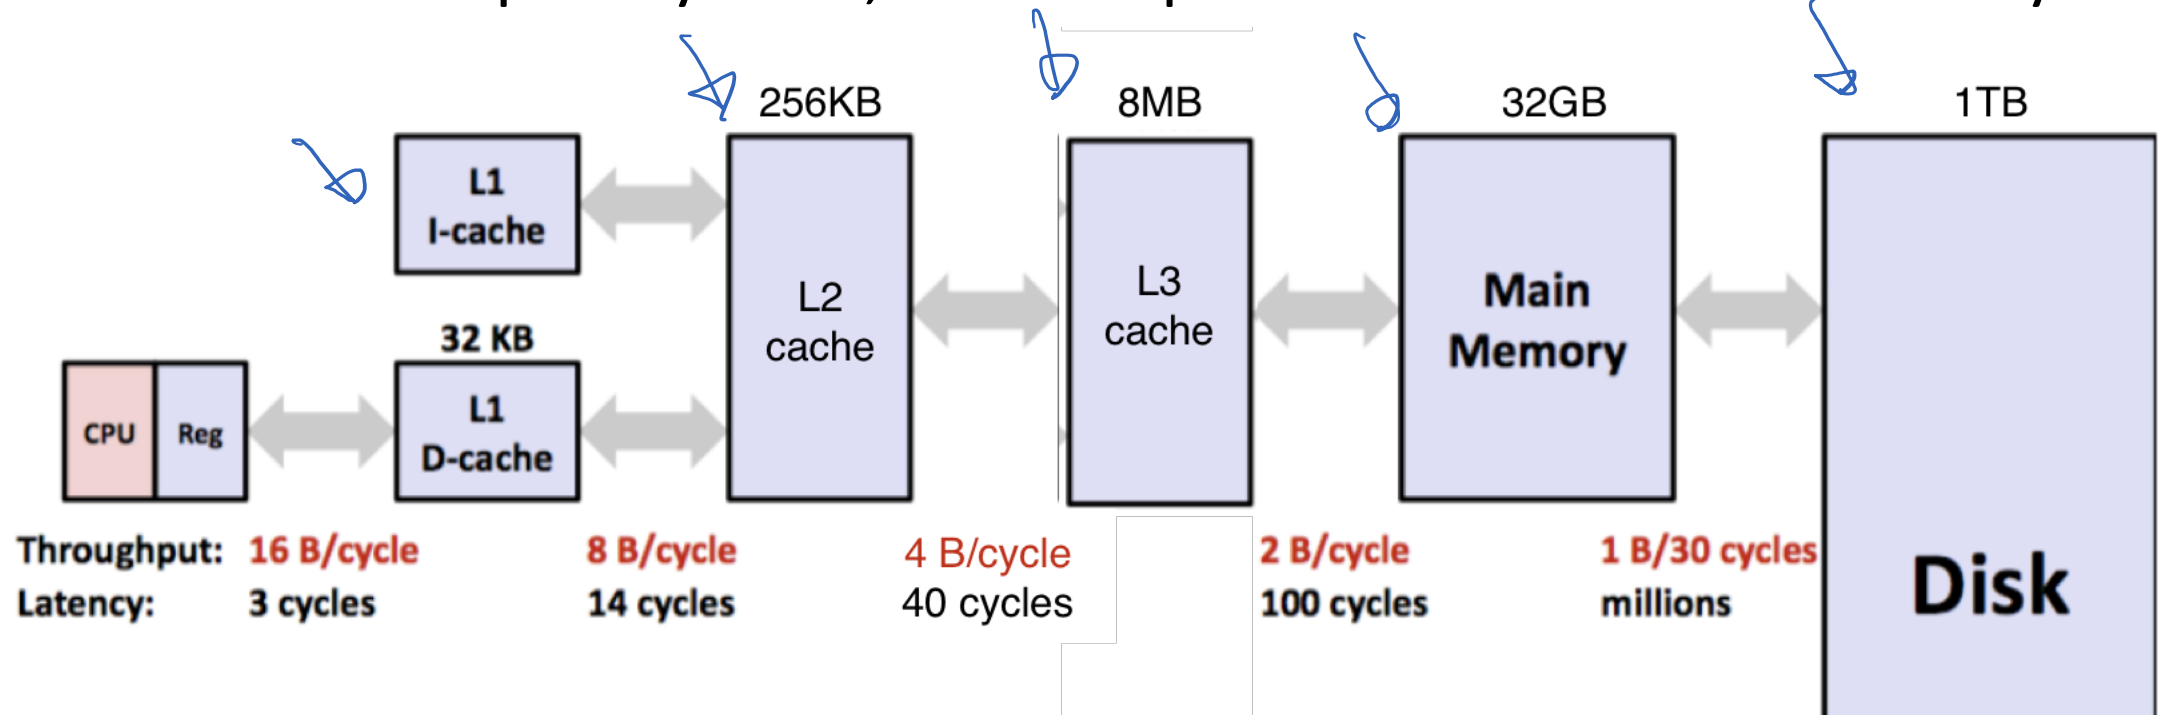 256KB 8MB 32GB 1TB
L1
I-cache
L2
cache
L3
cache
Main
Memory
32 KB
CPU Reg
L1
D-cache
Throughput: 16 B/cycle 8 B/cycle 4 B/cycle 2 B/cycle 1 B/30 cycles
Latency: 3 cycles 14 cycles 40 cycles 100 cycles millions
Disk